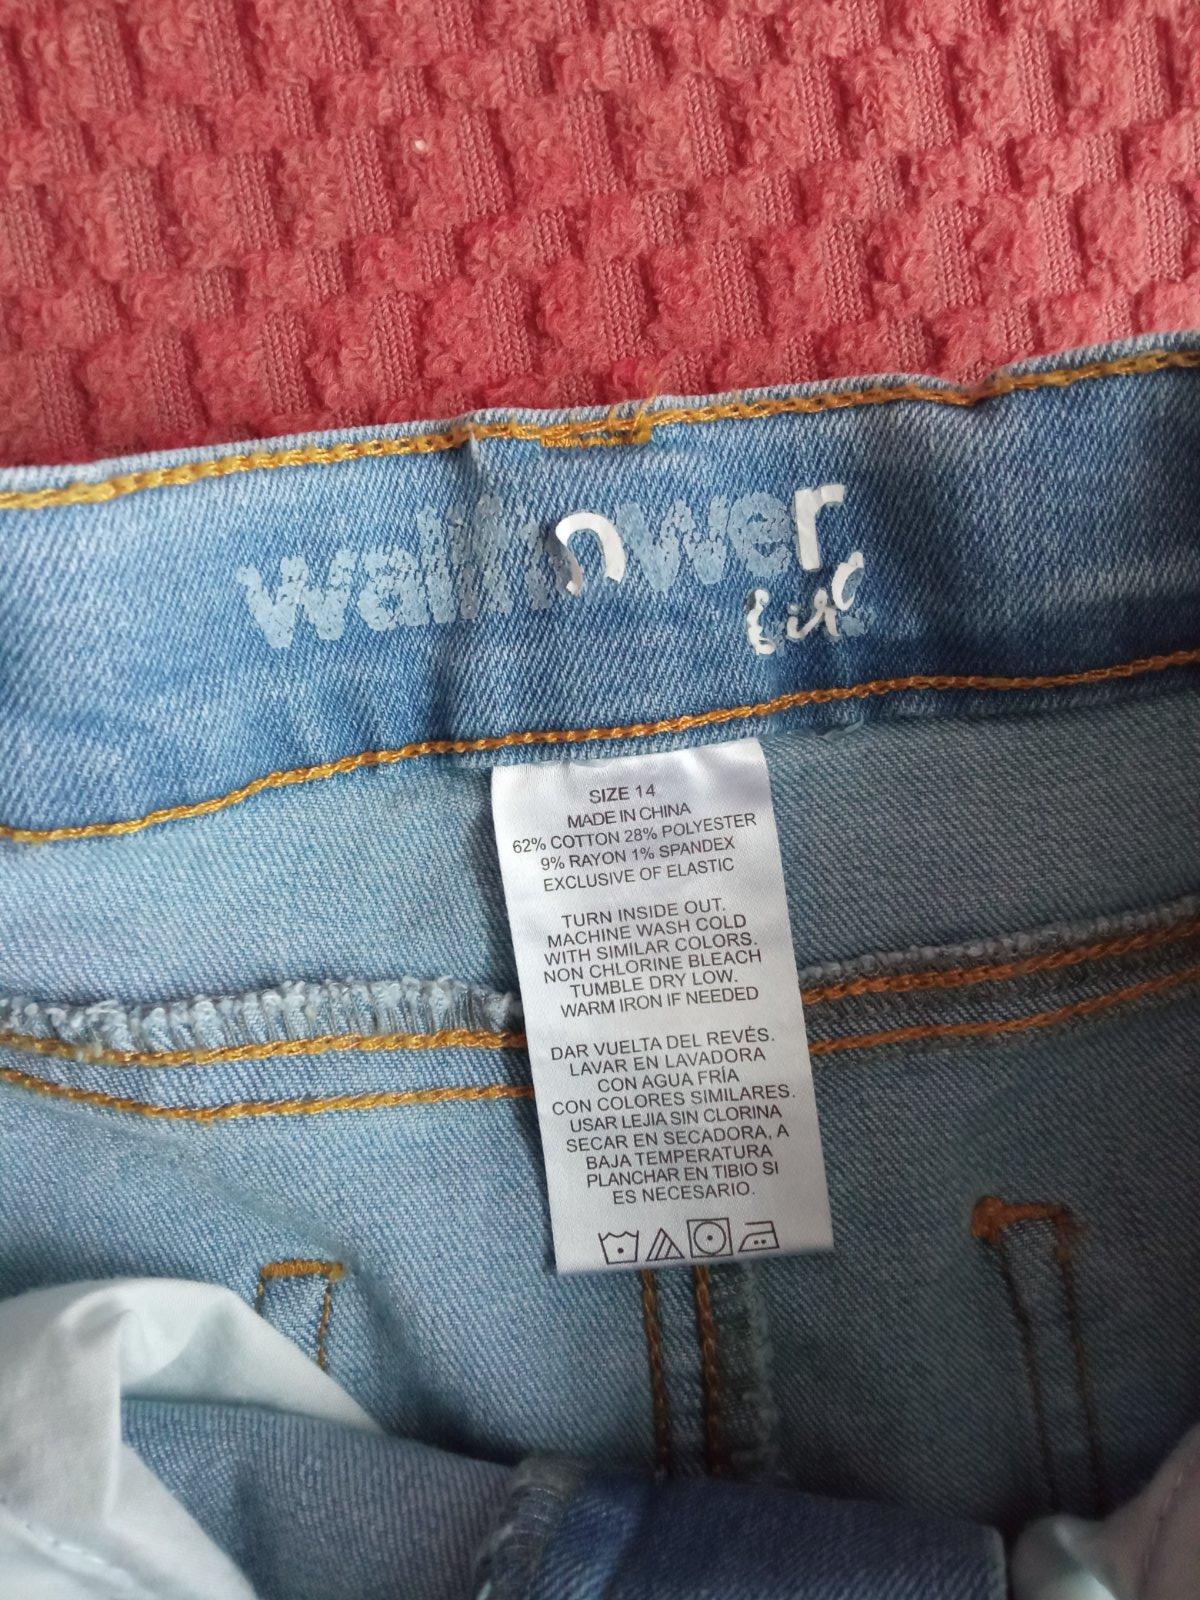 wallflower
Girl
SIZE 14
MADE IN CHINA
62% COTTON 28% POLYESTER
9% RAYON 1% SPANDEX
EXCLUSIVE OF ELASTIC
TURN INSIDE OUT.
MACHINE WASH COLD
WITH SIMILAR COLORS.
NON CHLORINE BLEACH
TUMBLE DRY LOW.
WARM IRON IF NEEDED
DAR VUELTA DEL REVÉS.
LAVAR EN LAVADORA
CON AGUA FRÍA
CON COLORES SIMILARES.
USAR LEJIA SIN CLORINA
SECAR EN SECADORA, A
BAJA TEMPERATURA
PLANCHAR EN TIBIO SI
ES NECESARIO.